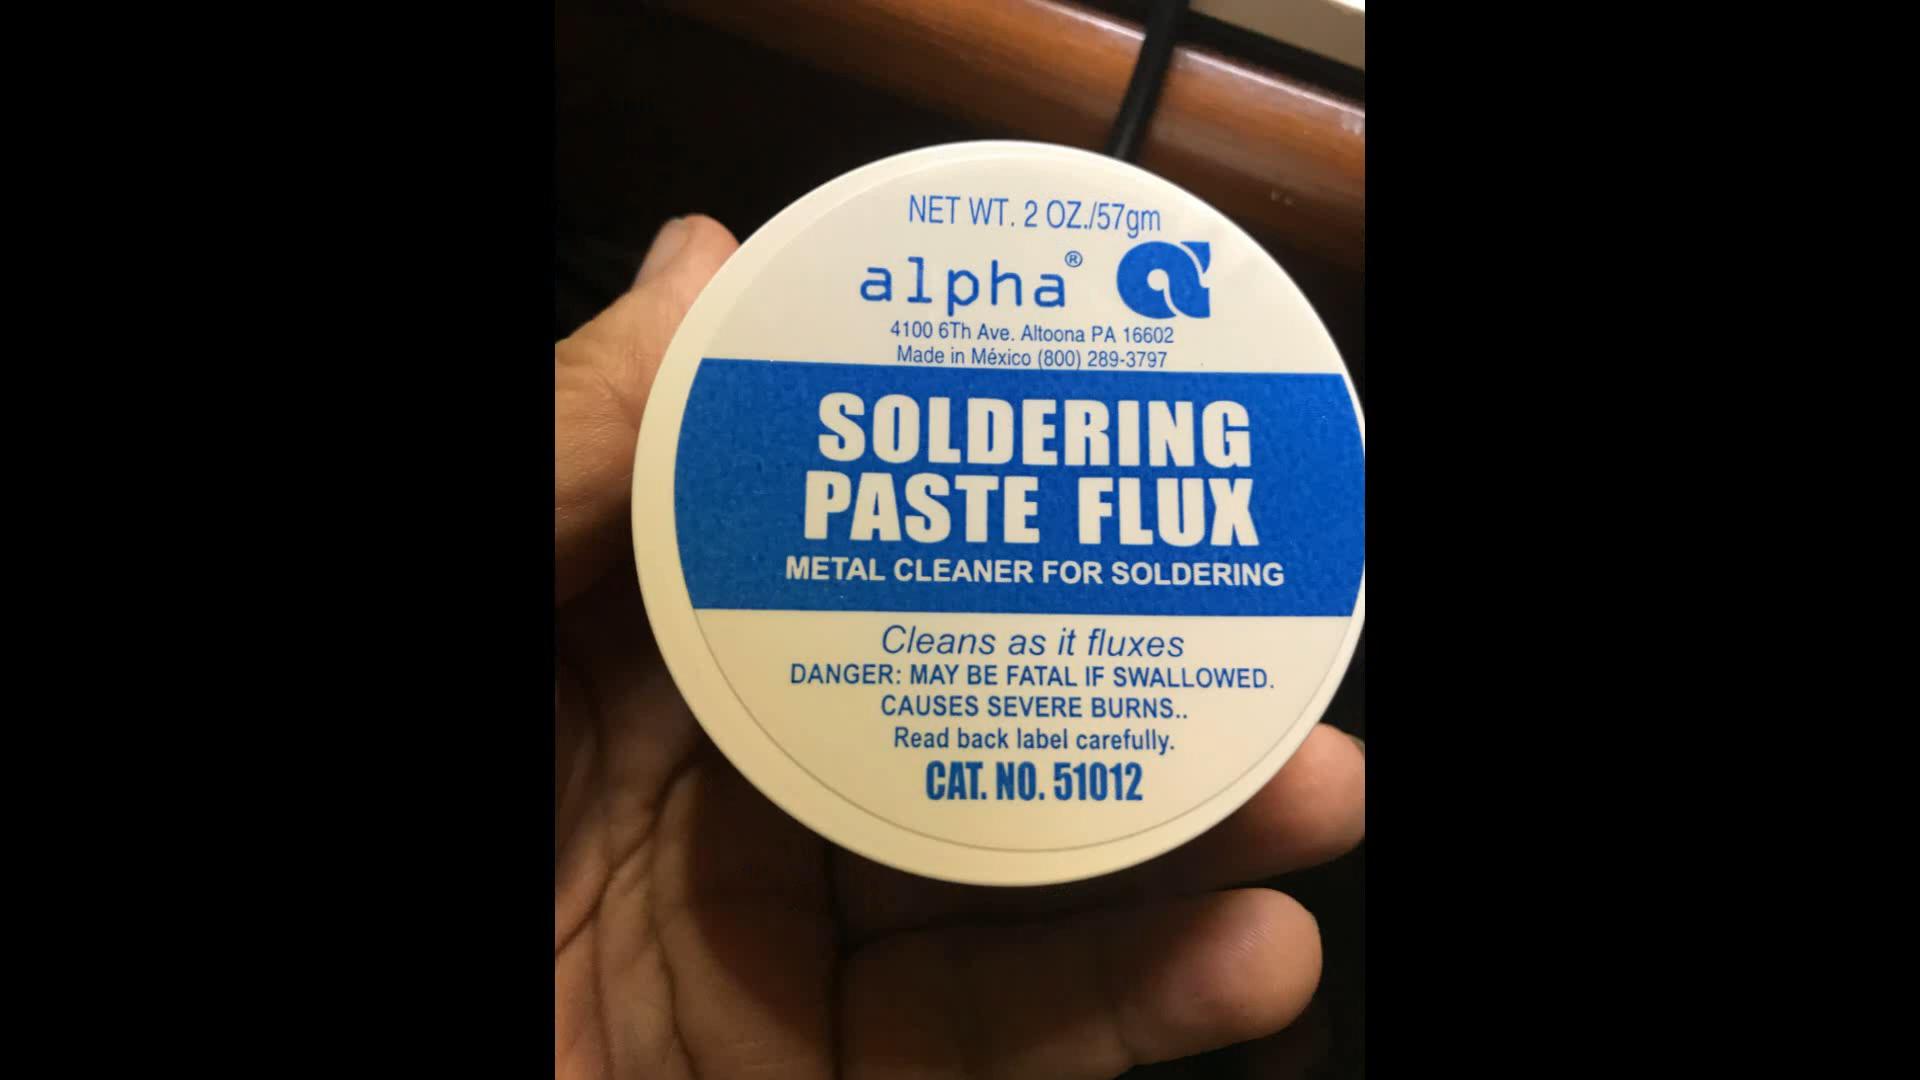 NET WT. 2 OZ./57gm
alpha®
4100 6Th Ave. Altoona PA 16602
Made in México (800) 289-3797
SOLDERING
PASTE FLUX
METAL CLEANER FOR SOLDERING
Cleans as it fluxes
DANGER: MAY BE FATAL IF SWALLOWED.
CAUSES SEVERE BURNS..
Read back label carefully.
CAT. NO. 51012